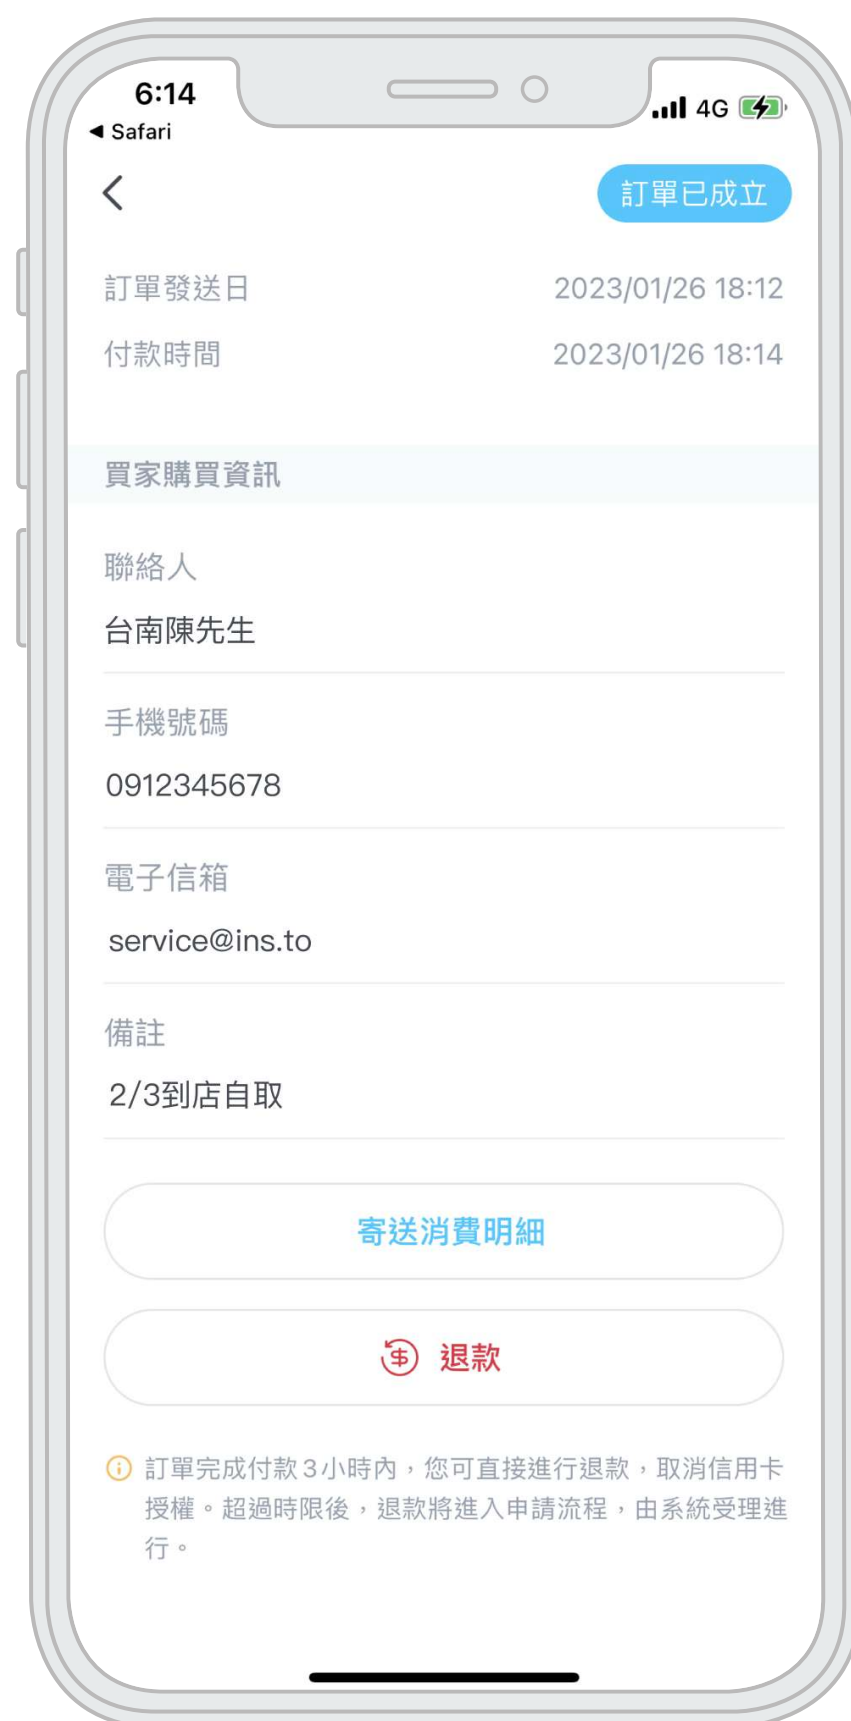 6:14
4G
◀ Safari
訂單已成立
訂單發送日 2023/01/26 18:12
付款時間 2023/01/26 18:14
買家購買資訊
聯絡人
台南陳先生
手機號碼
0912345678
電子信箱
service@ins.to
備註
2/3到店自取
寄送消費明細
退款
訂單完成付款3小時內，您可直接進行退款，取消信用卡
授權。超過時限後，退款將進入申請流程，由系統受理進
行。